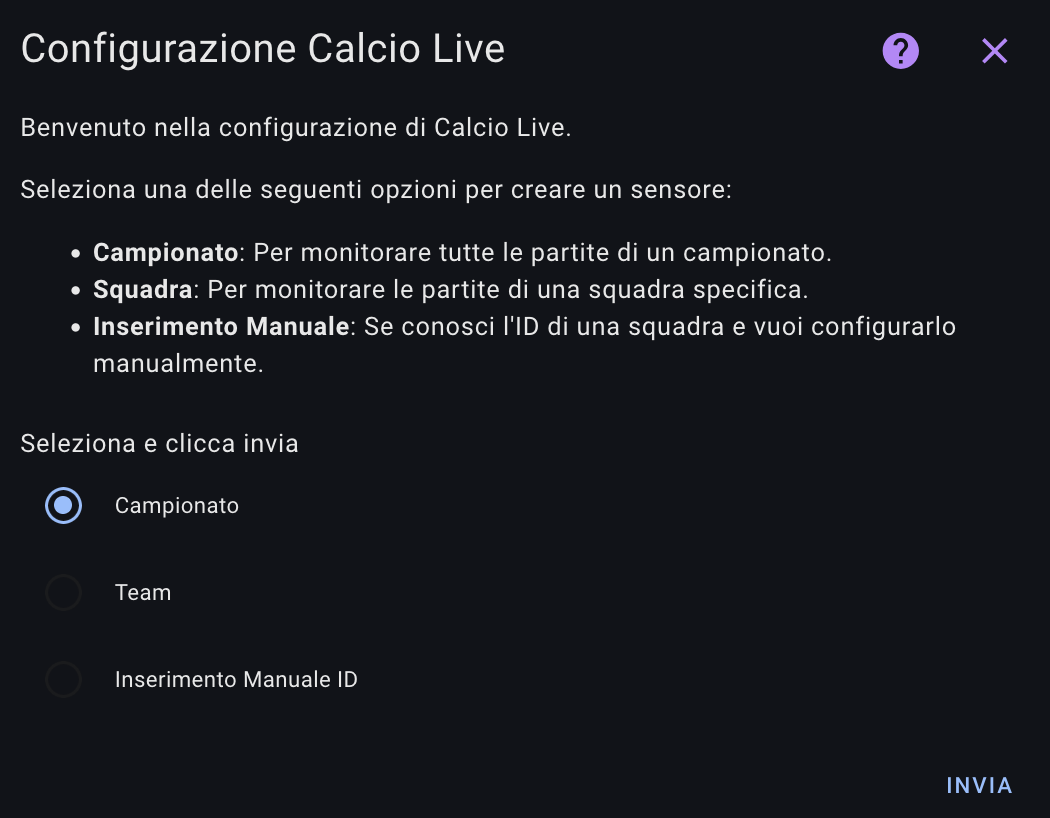 Configurazione Calcio Live
Benvenuto nella configurazione di Calcio Live.
Seleziona una delle seguenti opzioni per creare un sensore:
• Campionato: Per monitorare tutte le partite di un campionato.
• Squadra: Per monitorare le partite di una squadra specifica.
• Inserimento Manuale: Se conosci l'ID di una squadra e vuoi configurarlo
manualmente.
Seleziona e clicca invia
Campionato
Team
Inserimento Manuale ID
INVIA